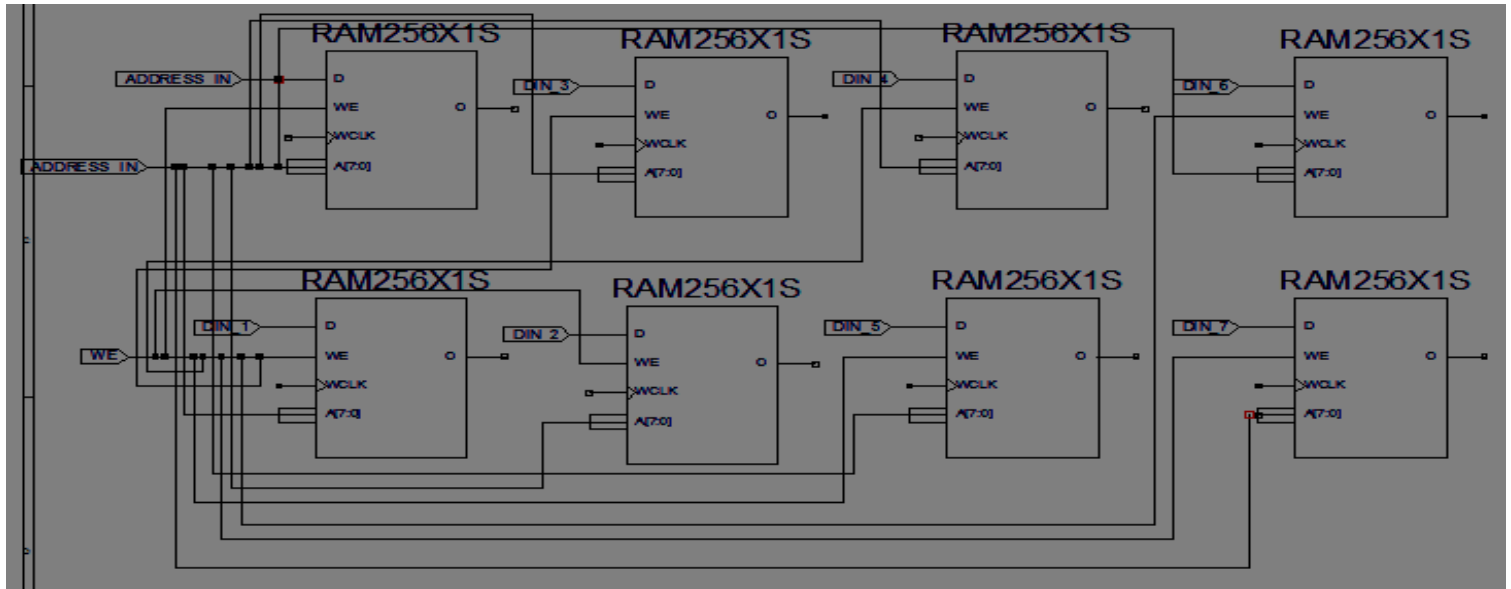 RAM256X1S RAM256X1S RAM256X1S RAM256X1S
ADDRESS_IN D DIN_3 D DIN_4 D DIN_6 D
WE O WE O WE O WE O
WCLK WCLK WCLK WCLK
ADDRESS_IN A[7:0] A[7:0] A[7:0] A[7:0]
RAM256X1S RAM256X1S RAM256X1S RAM256X1S
DIN_1 D DIN_2 D DIN_5 D DIN_7 D
WE WE O WE O WE O WE O
WCLK WCLK WCLK WCLK
A[7:0] A[7:0] A[7:0] A[7:0]